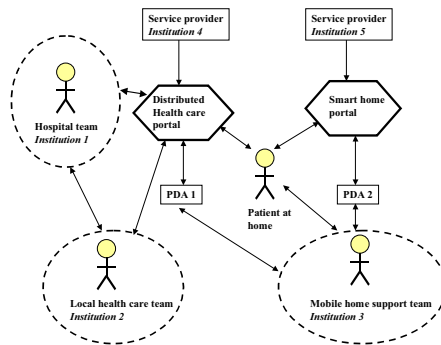 Service provider
Institution 4
Service provider
Institution 5
Distributed
Health care
portal
Smart home
portal
Hospital team
Institution 1
PDA 1
PDA 2
Patient at
home
Local health care team
Institution 2
Mobile home support team
Institution 3